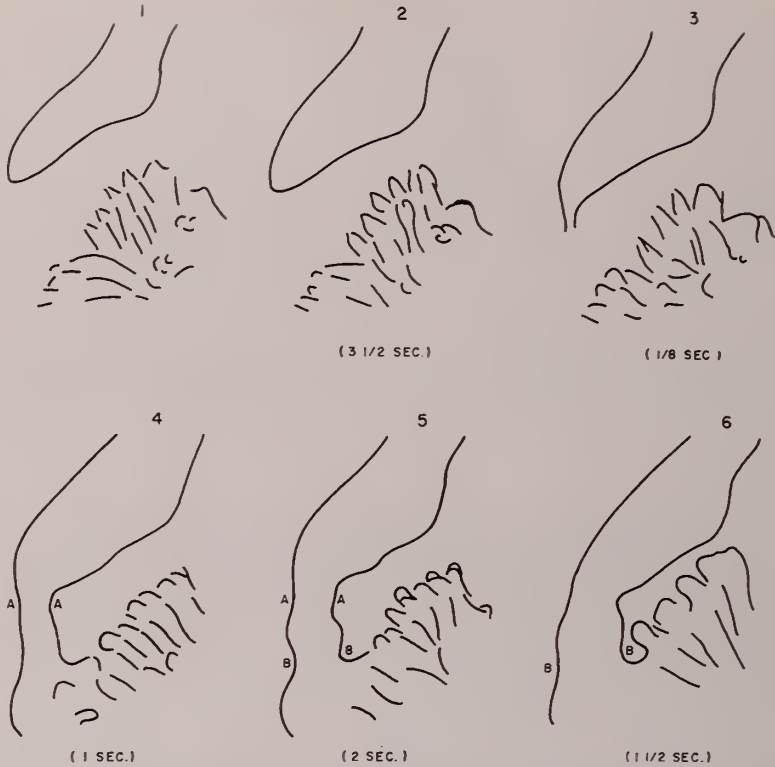 1
2
3
(3 1/2 SEC.)
(1/8 SEC)
4
5
6
A
A
A
A
B
B
B
B
(1 SEC.)
(2 SEC.)
(1 1/2 SEC.)